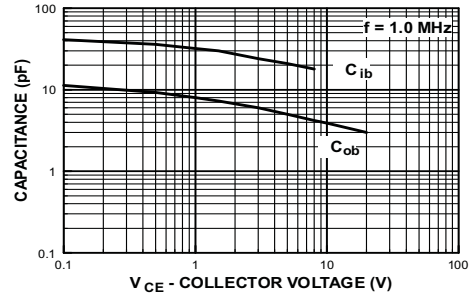 100
f = 1.0 MHz
C ib
10
C ob
1
0.1
0.1 1 10 100
CAPACITANCE (pF)
V CE - COLLECTOR VOLTAGE (V)